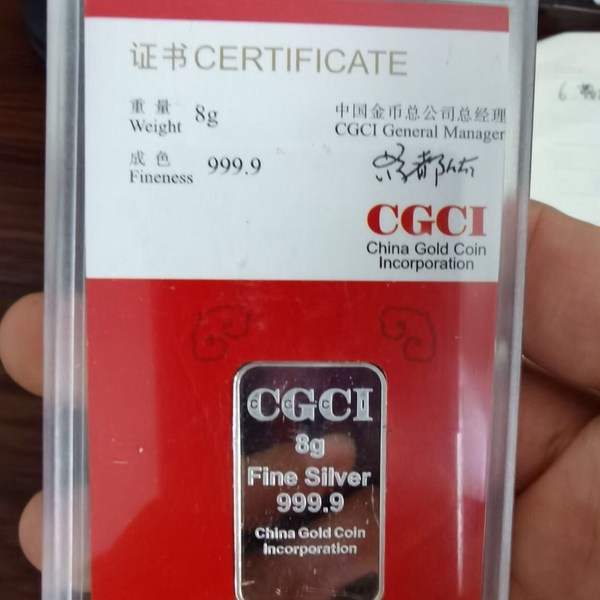 证书 CERTIFICATE
重量 8g
Weight
中国金币总公司总经理
CGCI General Manager
成色 999.9
Fineness
CGCI
China Gold Coin
Incorporation
CGCI
8g
Fine Silver
999.9
China Gold Coin
Incorporation